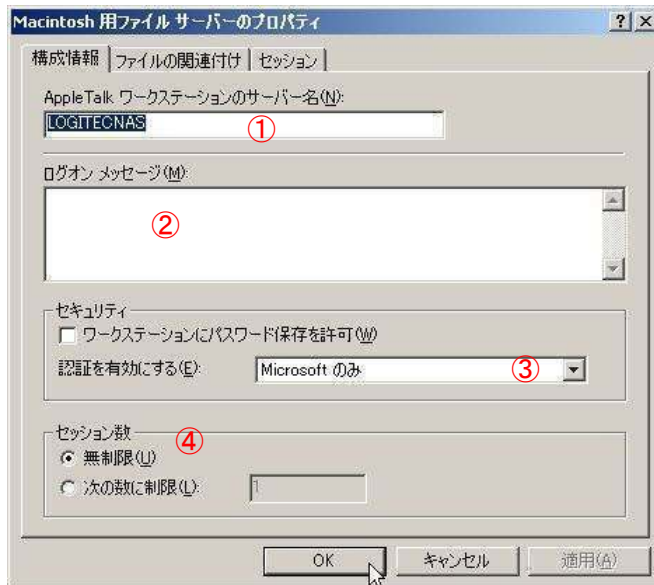 Macintosh 用ファイル サーバーのプロパティ
構成情報 ファイルの関連付け セッション
AppleTalk ワークステーションのサーバー名(N):
LOGITECNAS ①
ログオン メッセージ(M):
②
セキュリティ
ワークステーションにパスワード保存を許可(W)
認証を有効にする(E): Microsoft のみ ③
セッション数 ④
無制限(U)
次の数に制限(L): 1
OK キャンセル 適用(A)